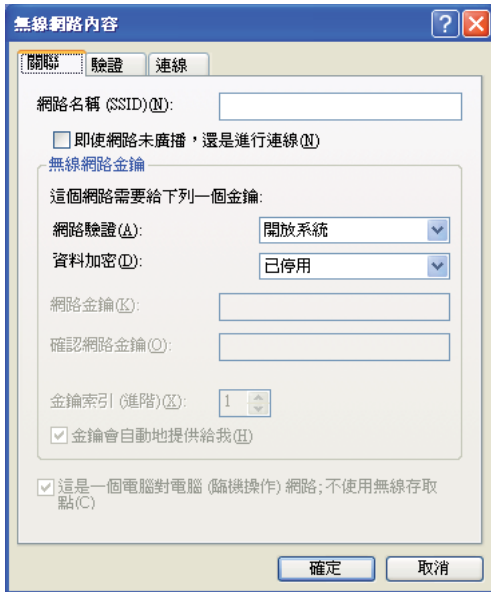 無線網路內容
關聯 驗證 連線
網路名稱 (SSID)(N):
即使網路未廣播，還是進行連線(N)
無線網路金鑰
這個網路需要給下列一個金鑰:
網路驗證(A): 開放系統
資料加密(D): 已停用
網路金鑰(K):
確認網路金鑰(O):
金鑰索引 (進階)(X): 1
金鑰會自動地提供給我(H)
這是一個電腦對電腦 (臨機操作) 網路; 不使用無線存取
點(C)
確定 取消